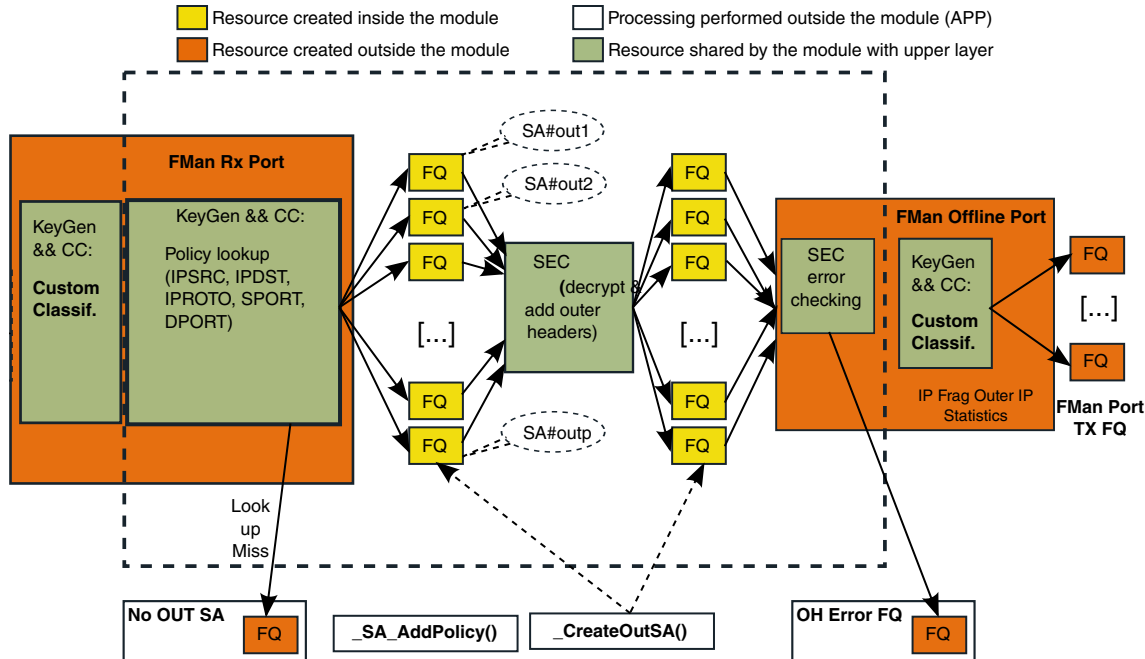 Resource created inside the module
Processing performed outside the module (APP)
Resource created outside the module
Resource shared by the module with upper layer
FMan Rx Port
KeyGen
&& CC:
Custom
Classif.
KeyGen && CC:
Policy lookup
(IPSRC, IPDST,
IPROTO, SPORT,
DPORT)
FQ
FQ
FQ
[...]
FQ
FQ
SA#out1
SA#out2
SA#outp
SEC
(decrypt &
add outer
headers)
FQ
FQ
FQ
[...]
FQ
FQ
FMan Offline Port
SEC
error
checking
KeyGen
&& CC:
Custom
Classif.
IP Frag Outer IP
Statistics
FQ
[...]
FQ
FMan Port
TX FQ
Look
up
Miss
No OUT SA
FQ
_SA_AddPolicy()
_CreateOutSA()
OH Error FQ
FQ